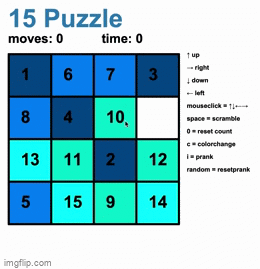 15 Puzzle
moves: 0 time: 0
1 6 7 3
8 4 10
13 11 2 12
5 15 9 14
↑ up
→ right
↓ down
← left
mouseclick = ↑↓←→
space = scramble
0 = reset count
c = colorchange
i = prank
random = resetprank
imgflip.com